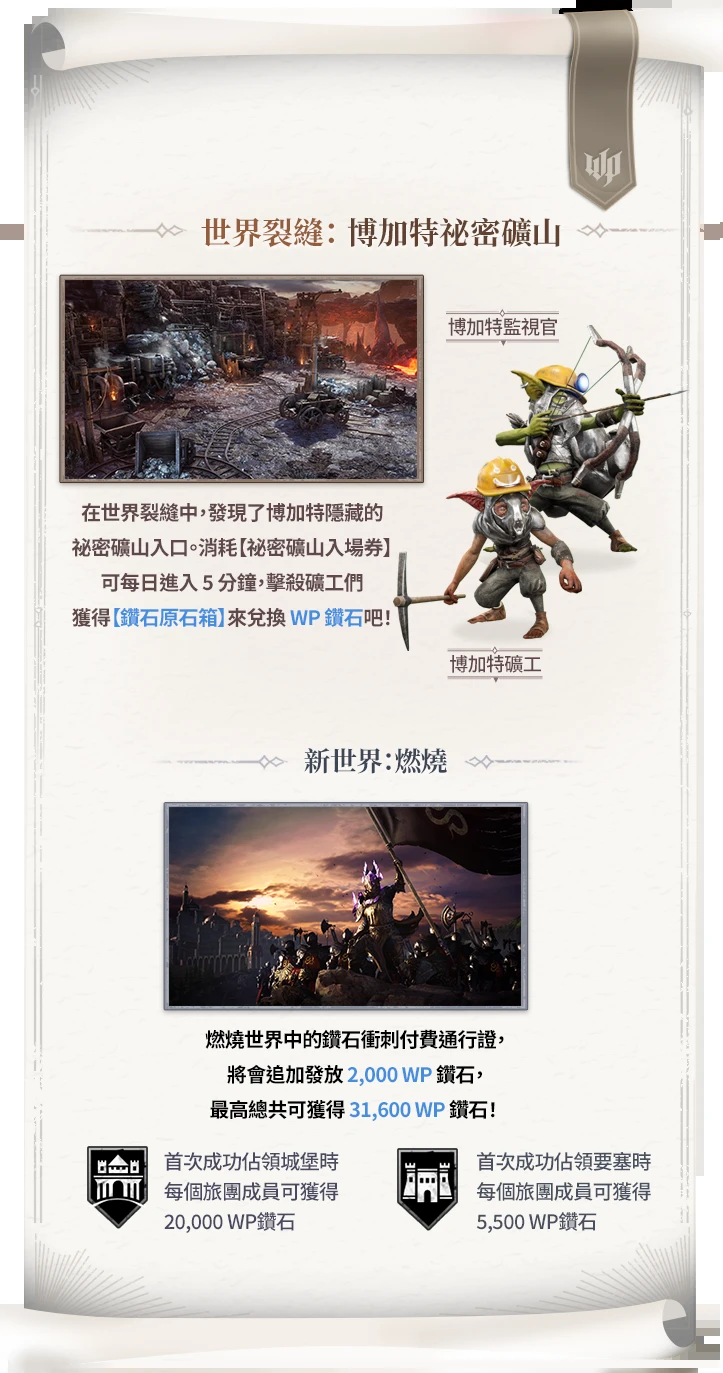 WP
世界裂縫：博加特祕密礦山
博加特監視官
在世界裂縫中，發現了博加特隱藏的
祕密礦山入口。消耗【祕密礦山入場券】
可每日進入 5 分鐘，擊殺礦工們
獲得【鑽石原石箱】來兌換 WP 鑽石吧！
博加特礦工
新世界：燃燒
燃燒世界中的鑽石衝刺付費通行證，
將會追加發放 2,000 WP 鑽石，
最高總共可獲得 31,600 WP 鑽石！
首次成功佔領城堡時
每個旅團成員可獲得
20,000 WP鑽石
首次成功佔領要塞時
每個旅團成員可獲得
5,500 WP鑽石